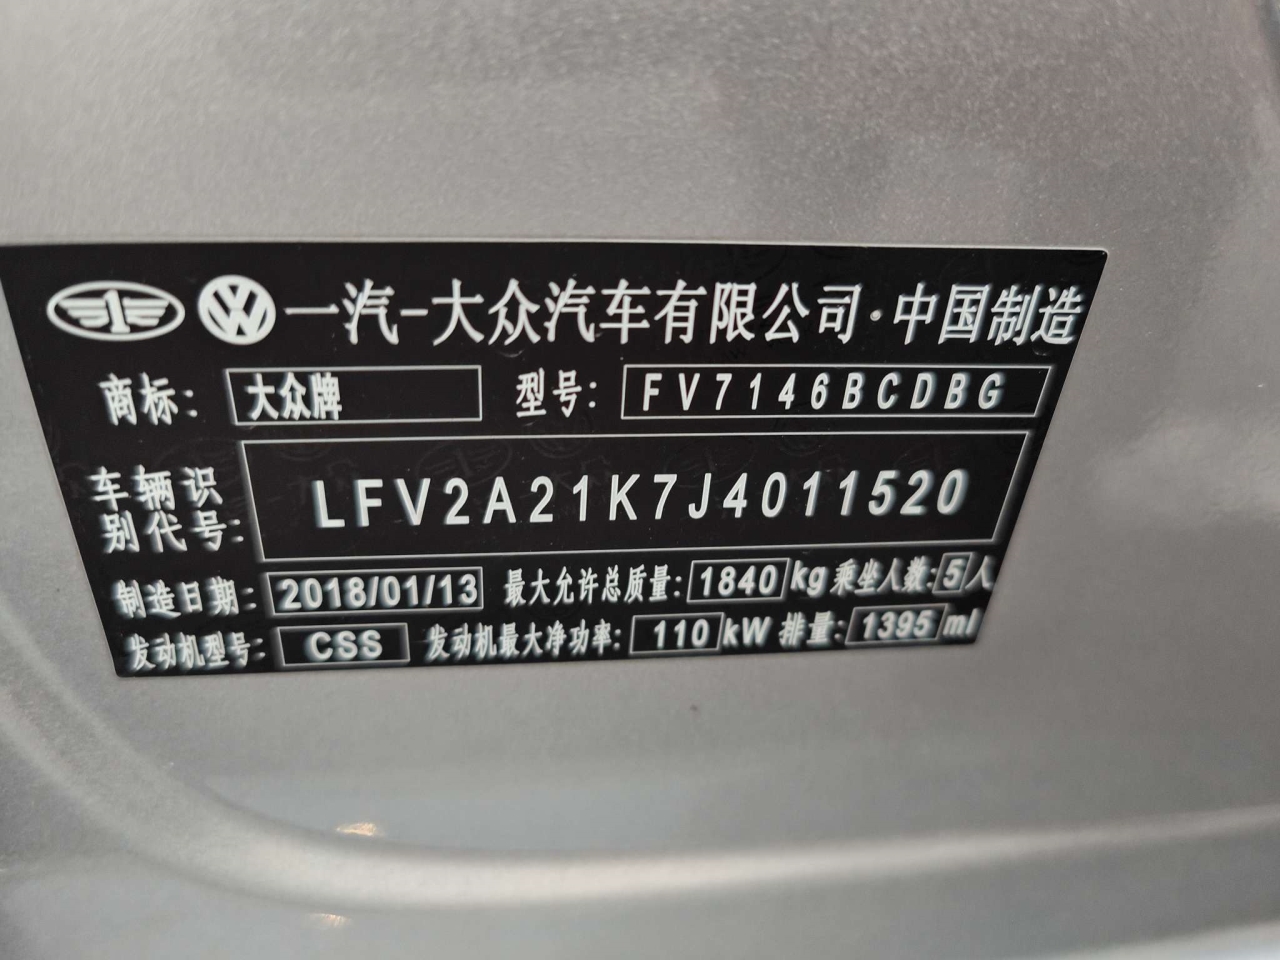 一汽-大众汽车有限公司·中国制造
商标: 大众牌 型号: FV7146BCDBG
车辆识别代号: LFV2A21K7J4011520
制造日期: 2018/01/13 最大允许总质量: 1840 kg 乘坐人数: 5 人
发动机型号: CSS 发动机最大净功率: 110 kW 排量: 1395 ml